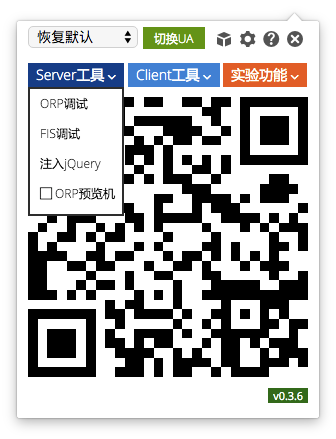 恢复默认
切换UA
Server工具
Client工具
实验功能
ORP调试
FIS调试
注入jQuery
ORP预览机
v0.3.6